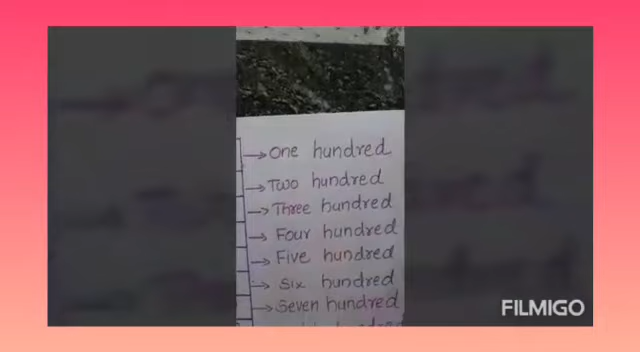 One hundred
Two hundred
Three hundred
Four hundred
Five hundred
Six hundred
Seven hundred
FILMIGO